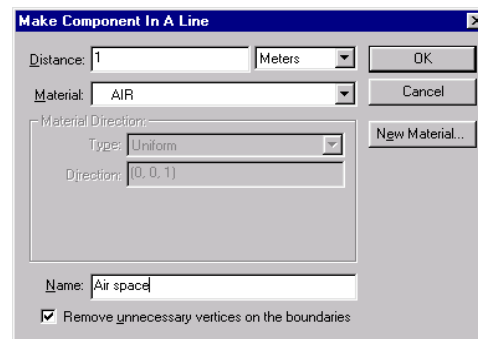 Make Component In A Line
Distance: 1 Meters OK
Material: AIR Cancel
Material Direction: New Material...
Type: Uniform
Direction: (0, 0, 1)
Name: Air space
Remove unnecessary vertices on the boundaries